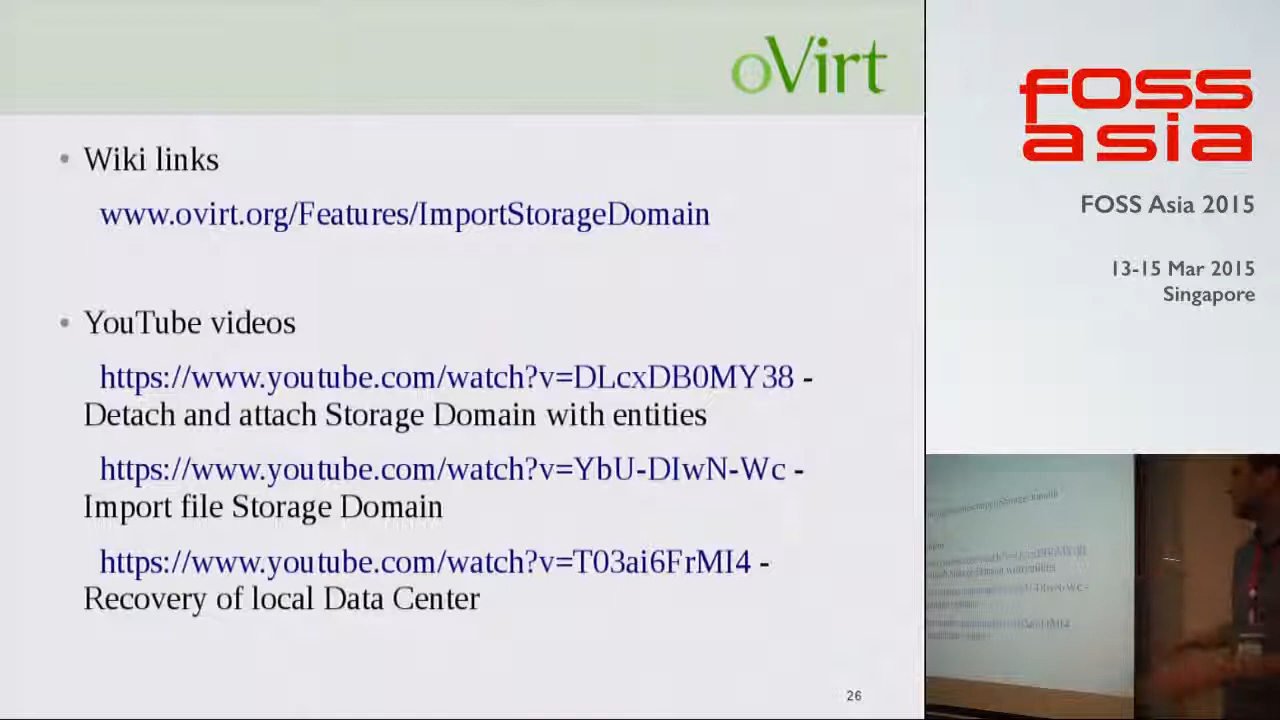 oVirt
• Wiki links
www.ovirt.org/Features/ImportStorageDomain
• YouTube videos
https://www.youtube.com/watch?v=DLcxDB0MY38 -
Detach and attach Storage Domain with entities
https://www.youtube.com/watch?v=YbU-DIwN-Wc -
Import file Storage Domain
https://www.youtube.com/watch?v=T03ai6FrMI4 -
Recovery of local Data Center
26
foss
asia
FOSS Asia 2015
13-15 Mar 2015
Singapore